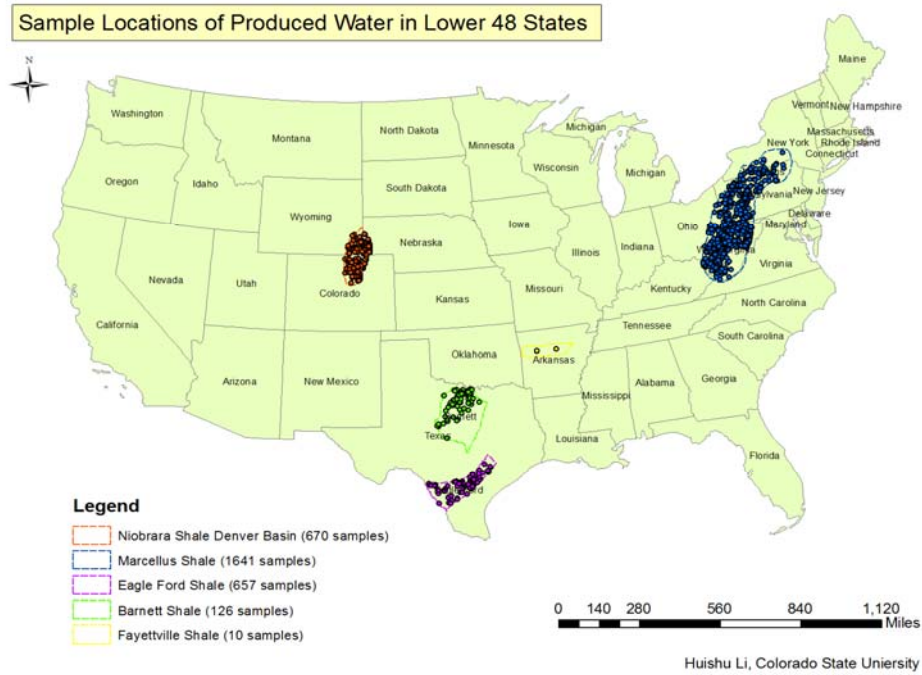 Sample Locations of Produced Water in Lower 48 States
N
Maine
Washington
Vermont New Hampshire
Montana
North Dakota
Minnesota
Michigan
Massachusetts
New York
Rhode Island
Connecticut
Oregon
Idaho
Wisconsin
Michigan
South Dakota
New Jersey
Wyoming
Iowa
Delaware
Maryland
Ohio
Nebraska
Illinois
Indiana
Nevada
Utah
Virginia
Colorado
Missouri
Kentucky
Kansas
North Carolina
California
Tennessee
South Carolina
Oklahoma
Arkansas
Arizona
New Mexico
Mississippi
Alabama
Georgia
Texas
Louisiana
Florida
Legend
Niobrara Shale Denver Basin (670 samples)
Marcellus Shale (1641 samples)
Eagle Ford Shale (657 samples)
Barnett Shale (126 samples)
Fayettville Shale (10 samples)
0 140 280 560 840 1,120
Miles
Huishu Li, Colorado State Uniersity